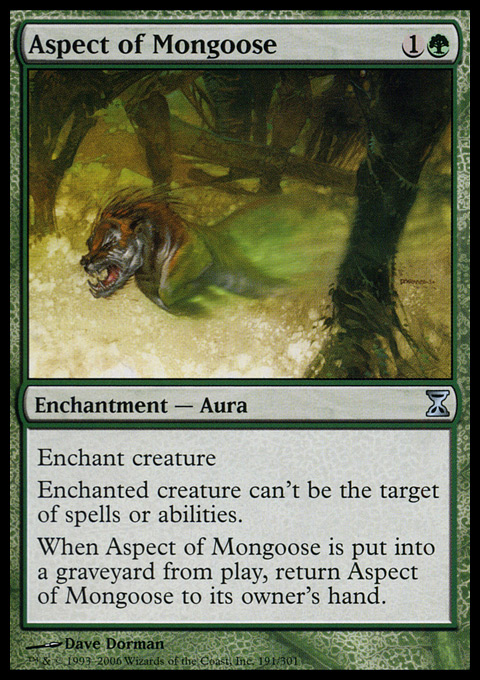 Aspect of Mongoose 1
Enchantment — Aura
Enchant creature
Enchanted creature can't be the target
of spells or abilities.
When Aspect of Mongoose is put into
a graveyard from play, return Aspect
of Mongoose to its owner's hand.
Dave Dorman
™ & © 1993–2006 Wizards of the Coast, Inc. 191/301